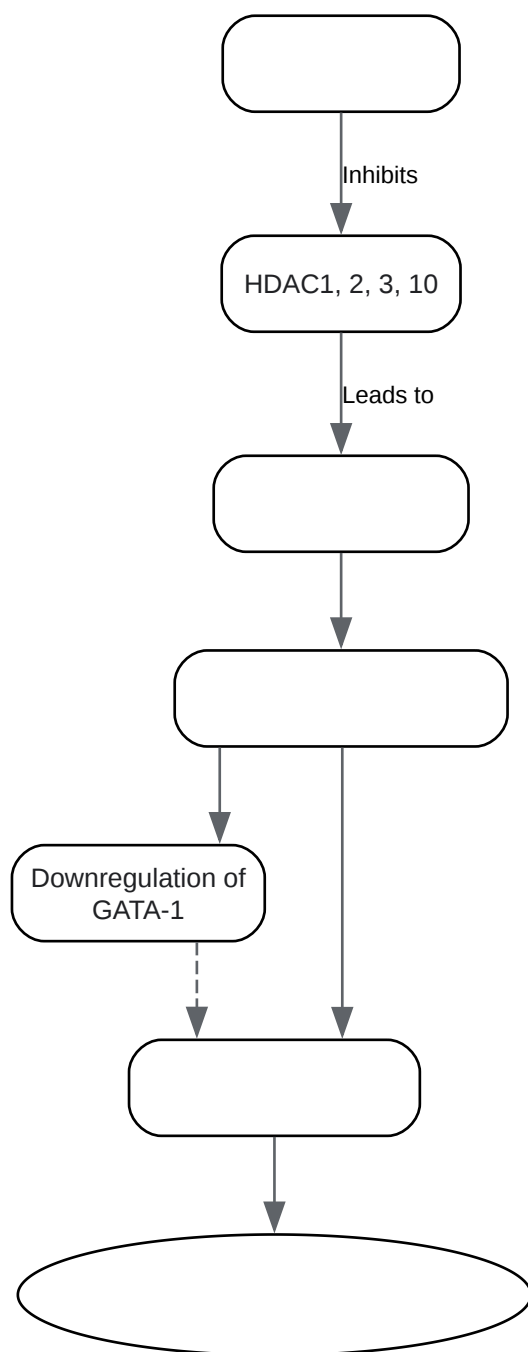 Inhibits
HDAC1, 2, 3, 10
Leads to
Downregulation of
GATA-1